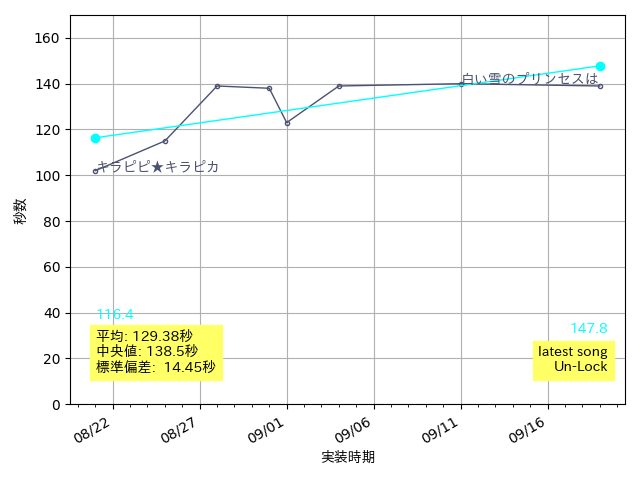 160
140
120
100
80
60
40
20
0
秒数
白い雪のプリンセスは
キラピピ★キラピカ
116.4
平均: 129.38秒
中央値: 138.5秒
標準偏差: 14.45秒
147.8
latest song
Un-Lock
08/22
08/27
09/01
09/06
09/11
09/16
実装時期